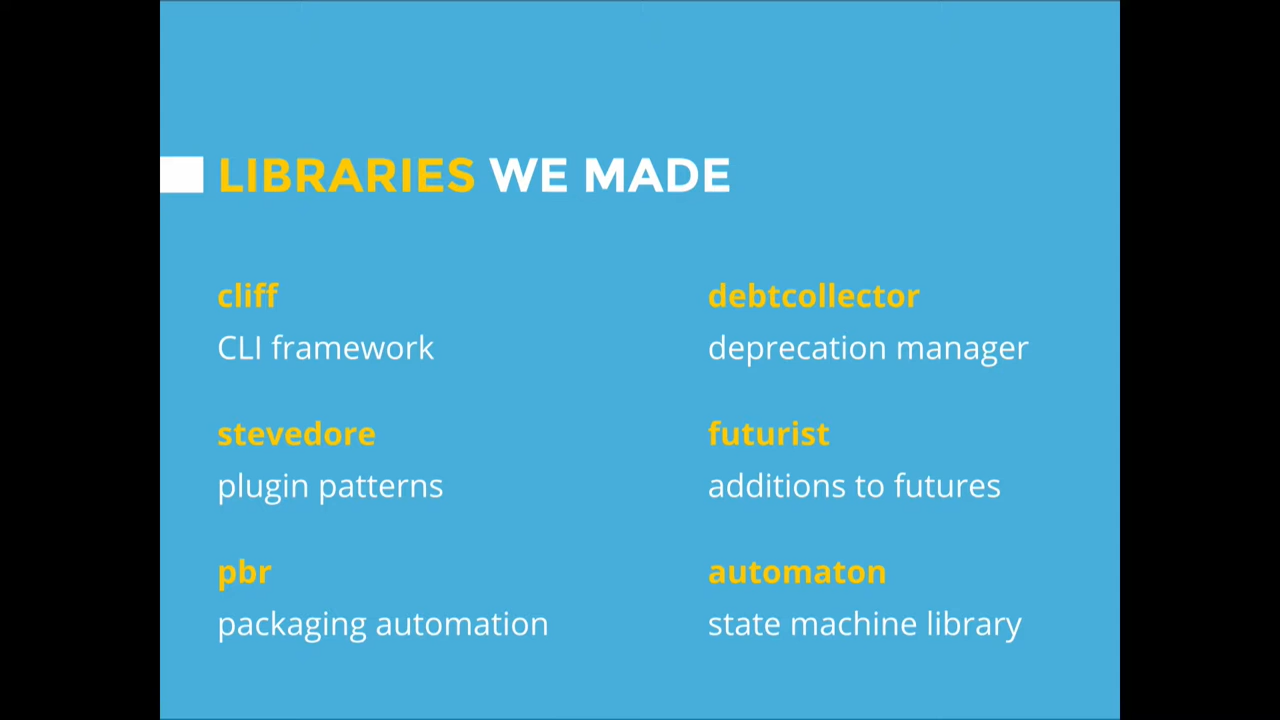 LIBRARIES WE MADE
cliff
CLI framework
stevedore
plugin patterns
pbr
packaging automation
debtcollector
deprecation manager
futurist
additions to futures
automaton
state machine library